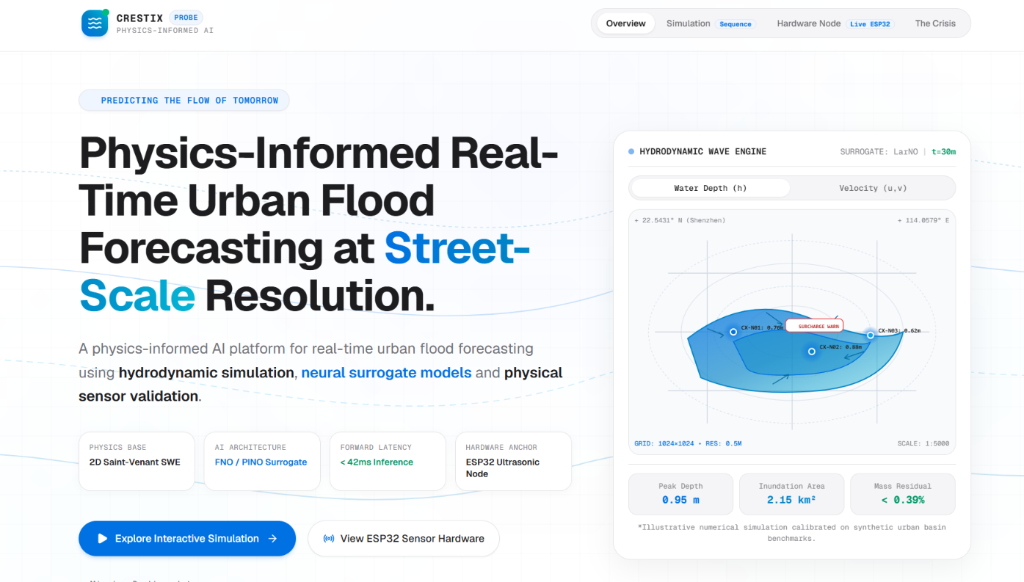 CRESTIX PROBE
PHYSICS-INFORMED AI
Overview
Simulation Sequence
Hardware Node Live ESP32
The Crisis
PREDICTING THE FLOW OF TOMORROW
Physics-Informed Real-
Time Urban Flood
Forecasting at Street-
Scale Resolution.
A physics-informed AI platform for real-time urban flood forecasting
using hydrodynamic simulation, neural surrogate models and physical
sensor validation.
PHYSICS BASE
2D Saint-Venant SWE
AI ARCHITECTURE
FNO / PINO Surrogate
FORWARD LATENCY
< 42ms Inference
HARDWARE ANCHOR
ESP32 Ultrasonic
Node
Explore Interactive Simulation →
View ESP32 Sensor Hardware
HYDRODYNAMIC WAVE ENGINE
SURROGATE: LarNO | t=30m
Water Depth (h)
Velocity (u,v)
+ 22.5431° N (Shenzhen)
+ 114.0579° E
SURCHARGE WARN
CX-N03: 0.62m
GRID: 1024×1024 • RES: 0.5M
SCALE: 1:5000
Peak Depth
0.95 m
Inundation Area
2.15 km²
Mass Residual
< 0.39%
*Illustrative numerical simulation calibrated on synthetic urban basin
benchmarks.